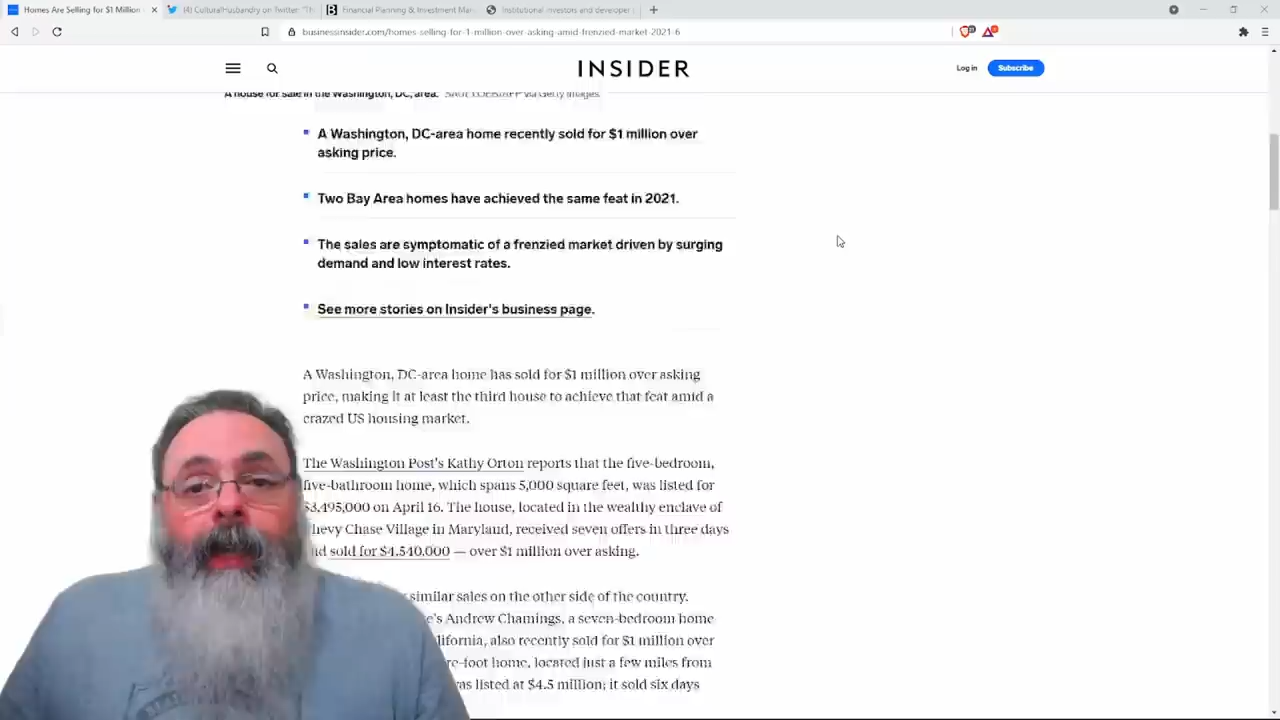 Homes Are Selling for $1 Million
(4) CulturalHusbandry on Twitter: "Th
Financial Planning & Investment Man
Institutional investors and developer
businessinsider.com/homes-selling-for-1-million-over-asking-amid-frenzied-market-2021-6
INSIDER
Log in
Subscribe
A house for sale in the Washington, DC, area. via Getty Images
A Washington, DC-area home recently sold for $1 million over
asking price.
Two Bay Area homes have achieved the same feat in 2021.
The sales are symptomatic of a frenzied market driven by surging
demand and low interest rates.
See more stories on Insider's business page.
A Washington, DC-area home has sold for $1 million over asking
price, making it at least the third house to achieve that feat amid a
crazed US housing market.
The Washington Post's Kathy Orton reports that the five-bedroom,
five-bathroom home, which spans 5,000 square feet, was listed for
$3,495,000 on April 16. The house, located in the wealthy enclave of
hevy Chase Village in Maryland, received seven offers in three days
nd sold for $4,540,000 — over $1 million over asking.
similar sales on the other side of the country.
e's Andrew Chamings, a seven-bedroom home
lifornia, also recently sold for $1 million over
re-foot home, located just a few miles from
as listed at $4.5 million; it sold six days